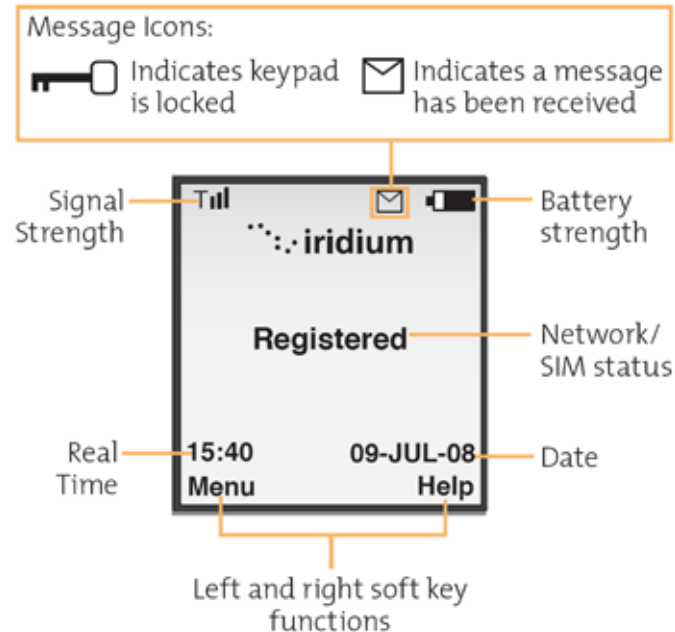 Message Icons:
Indicates keypad
is locked
Indicates a message
has been received
Signal
Strength
Battery
strength
iridium
Registered
Network/
SIM status
Real
Time
15:40
09-JUL-08
Date
Menu
Help
Left and right soft key
functions